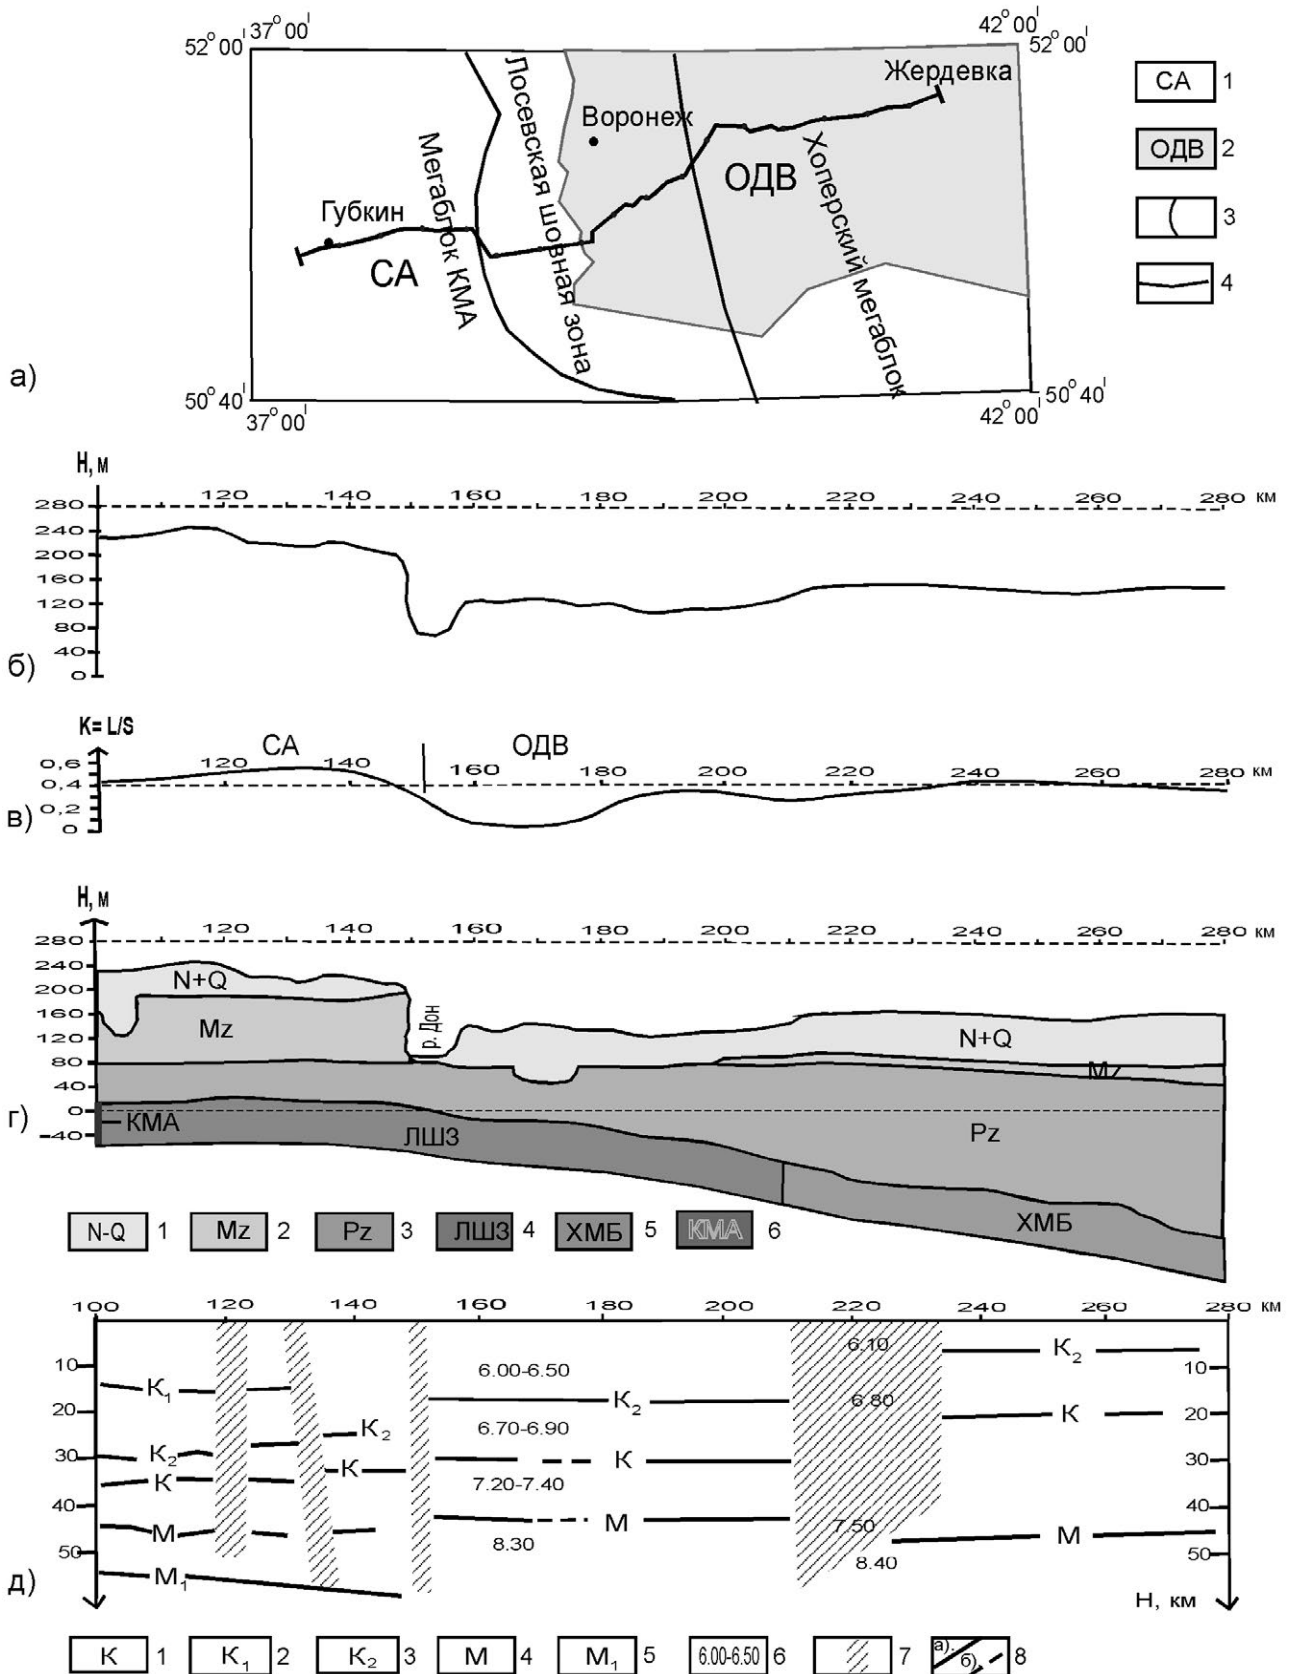 37°00' 42°00'
52°00' 52°00'
Жердевка
СА 1
Лосевская шовная зона
Воронеж
ОДВ 2
Мегаблок КМА
Хоперский мегаблок
ОДВ
Губкин
3
СА
4
а)
50°40' 50°40'
37°00' 42°00'
Н, м
120 140 160 180 200 220 240 260 280 км
280
240
200
160
120
80
40
0
б)
K= L/S
СА ОДВ
120 140 160 180 200 220 240 260 280 км
0,6
0,4
0,2
0
в)
Н, м
120 140 160 180 200 220 240 260 280 км
280
240
200
160
120
80
40
0
-40
N+Q
Mz
р. Дон
N+Q
Mz
г)
КМА
ЛШЗ
Pz
ХМБ
N-Q 1 Mz 2 Pz 3 ЛШЗ 4 ХМБ 5 КМА 6
100 120 140 160 180 200 220 240 260 280 км
10 6.00-6.50 6.10 К2 10
К1
20 К2 6.80 К 20
К2 6.70-6.90
30 К2 К К 30
К 7.20-7.40
40 40
М М 7.50 М
50 8.30 8.40 50
М1
д)
Н, км
К 1 К1 2 К2 3 М 4 М1 5 6.00-6.50 6 7 а). б). 8